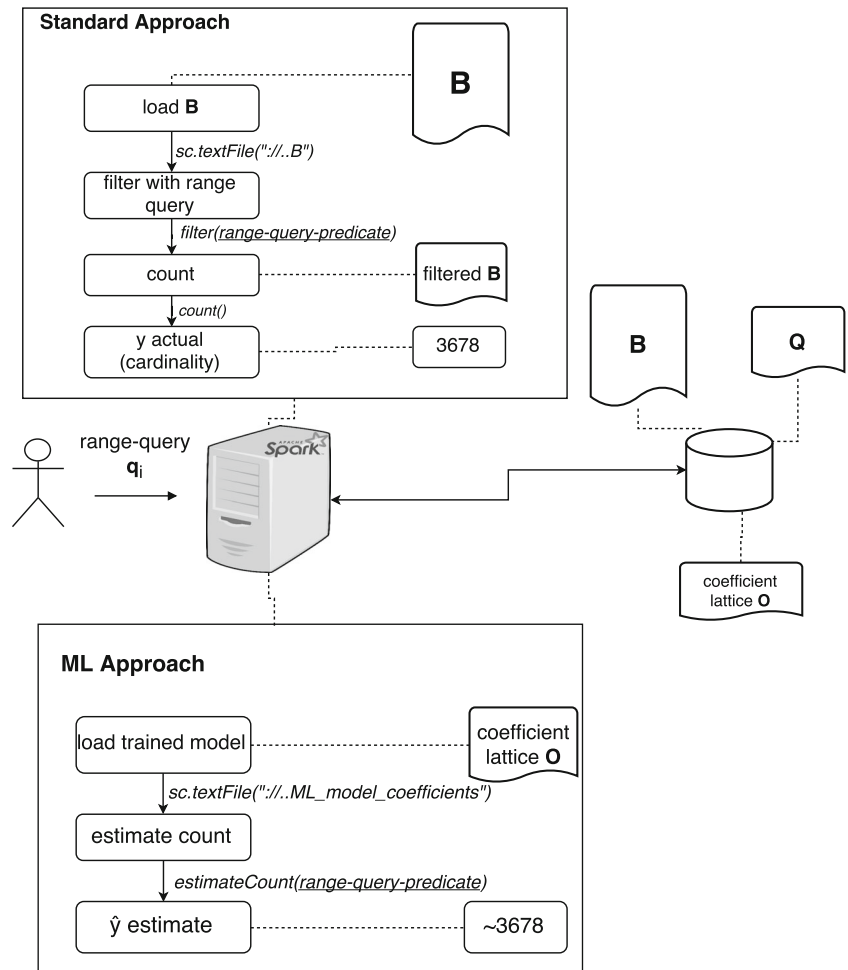 Standard Approach
B
load B
sc.textFile("://..B")
filter with range
query
filter(range-query-predicate)
count
filtered B
count()
y actual
(cardinality)
3678
B
Q
range-query
qi
APACHE
Spark
coefficient
lattice O
ML Approach
load trained model
coefficient
lattice O
sc.textFile("://..ML_model_coefficients")
estimate count
estimateCount(range-query-predicate)
ŷ estimate
~3678